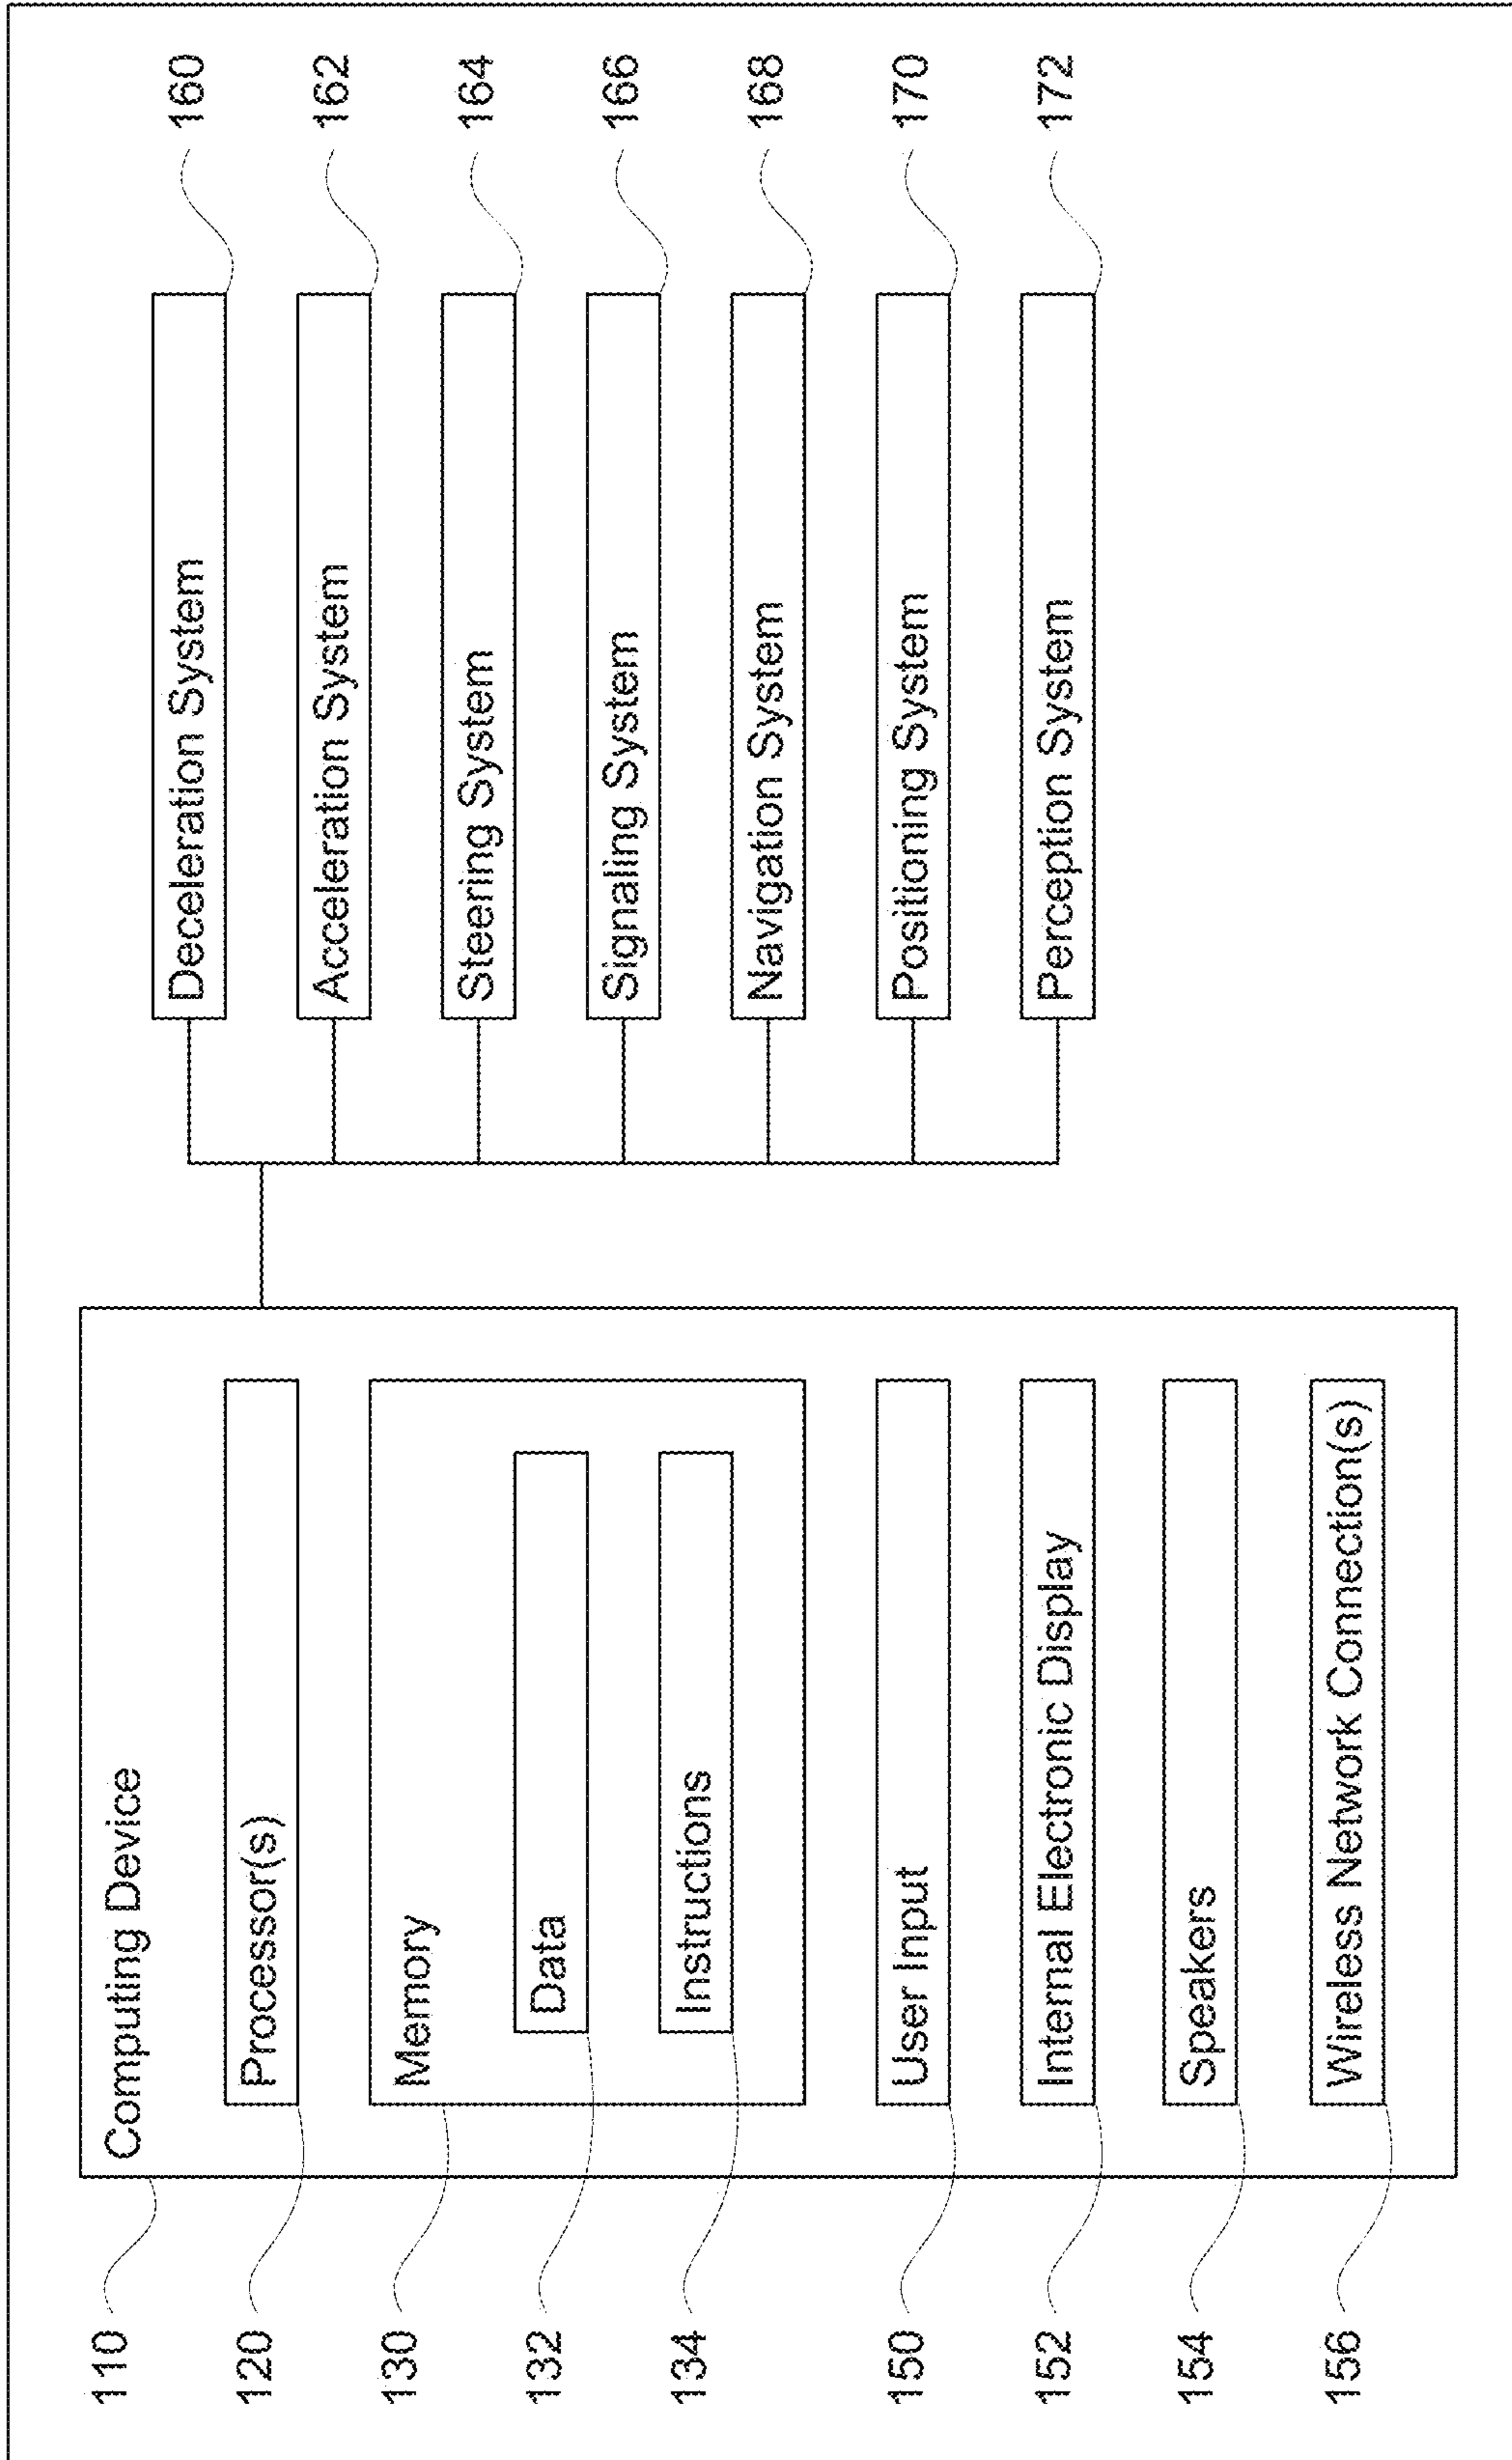 110
Computing Device
120
Processor(s)
130
Memory
132
Data
134
Instructions
150
User Input
152
Internal Electronic Display
154
Speakers
156
Wireless Network Connection(s)
Deceleration System
160
Acceleration System
162
Steering System
164
Signaling System
166
Navigation System
168
Positioning System
170
Perception System
172